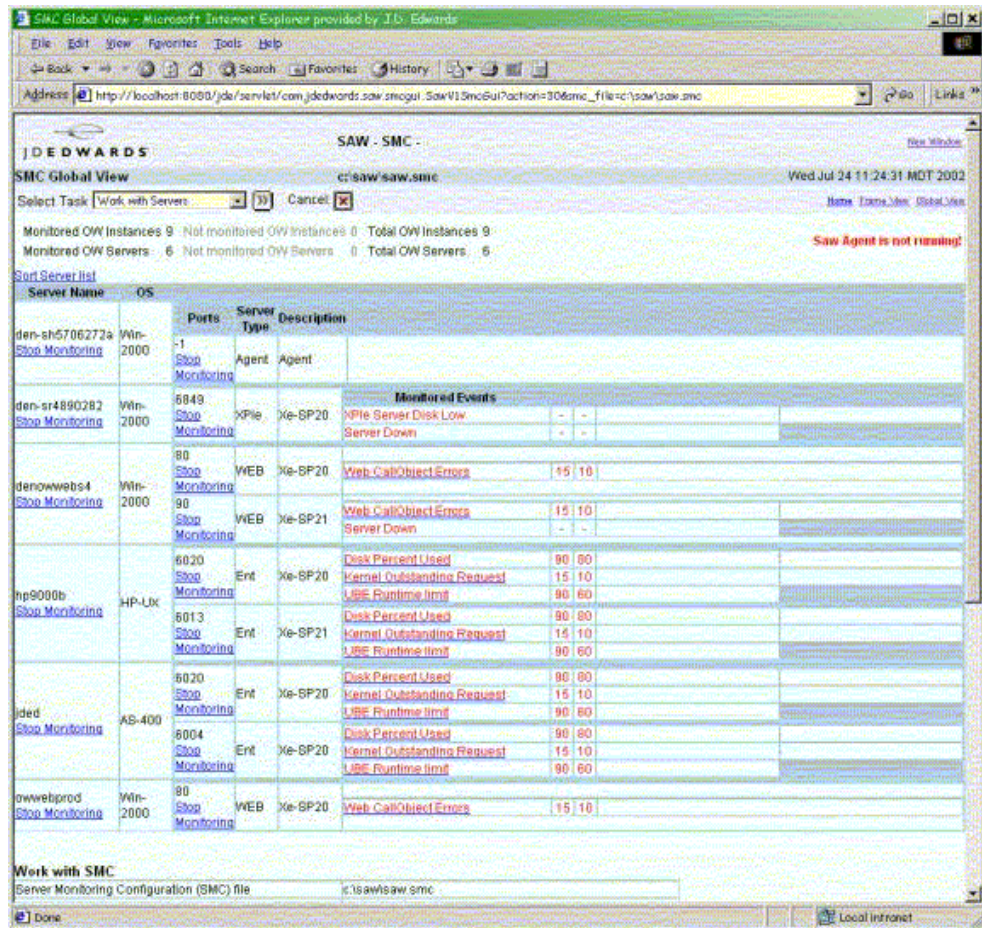 SMC Global View - Microsoft Internet Explorer provided by J.D. Edwards
File Edit View Favorites Tools Help
Back Search Favorites History
Address http://localhost:8080/jde/servlet/com.jdedwards.saw.smcgui.SawV1SmcGui?action=30&smc_file=c:\saw\saw.smc Go Links
JDEDWARDS
SAW - SMC -
New Window
SMC Global View c:\saw\saw.smc Wed Jul 24 11:24:31 MDT 2002
Select Task Work with Servers Cancel
Home Frame View Global View
Monitored OW Instances 9 Not monitored OW Instances 0 Total OW Instances 9
Monitored OW Servers 6 Not monitored OW Servers 0 Total OW Servers 6
Saw Agent is not running!
Sort Server list
Server Name OS
Ports Server Type Description
den-sh5706272a Win-2000
Stop Monitoring
-1 Agent Agent
Stop Monitoring
Monitored Events
den-sr4890282 Win-2000
Stop Monitoring
6849 XPIe Xe-SP20
Stop Monitoring
XPIe Server Disk Low - -
Server Down - -
denowwebs4 Win-2000
Stop Monitoring
80 WEB Xe-SP20
Stop Monitoring
Web CallObject Errors 15 10
90 WEB Xe-SP21
Stop Monitoring
Web CallObject Errors 15 10
Server Down - -
hp9000b HP-UX
Stop Monitoring
6020 Ent Xe-SP20
Stop Monitoring
Disk Percent Used 90 80
Kernel Outstanding Request 15 10
UBE Runtime limit 90 60
6013 Ent Xe-SP21
Stop Monitoring
Disk Percent Used 90 80
Kernel Outstanding Request 15 10
UBE Runtime limit 90 60
jded AS-400
Stop Monitoring
6020 Ent Xe-SP20
Stop Monitoring
Disk Percent Used 90 80
Kernel Outstanding Request 15 10
UBE Runtime limit 90 60
6004 Ent Xe-SP20
Stop Monitoring
Disk Percent Used 90 80
Kernel Outstanding Request 15 10
UBE Runtime limit 90 60
owwebprod Win-2000
Stop Monitoring
80 WEB Xe-SP20
Stop Monitoring
Web CallObject Errors 15 10
Work with SMC
Server Monitoring Configuration (SMC) file c:\saw\saw.smc
Done Local intranet